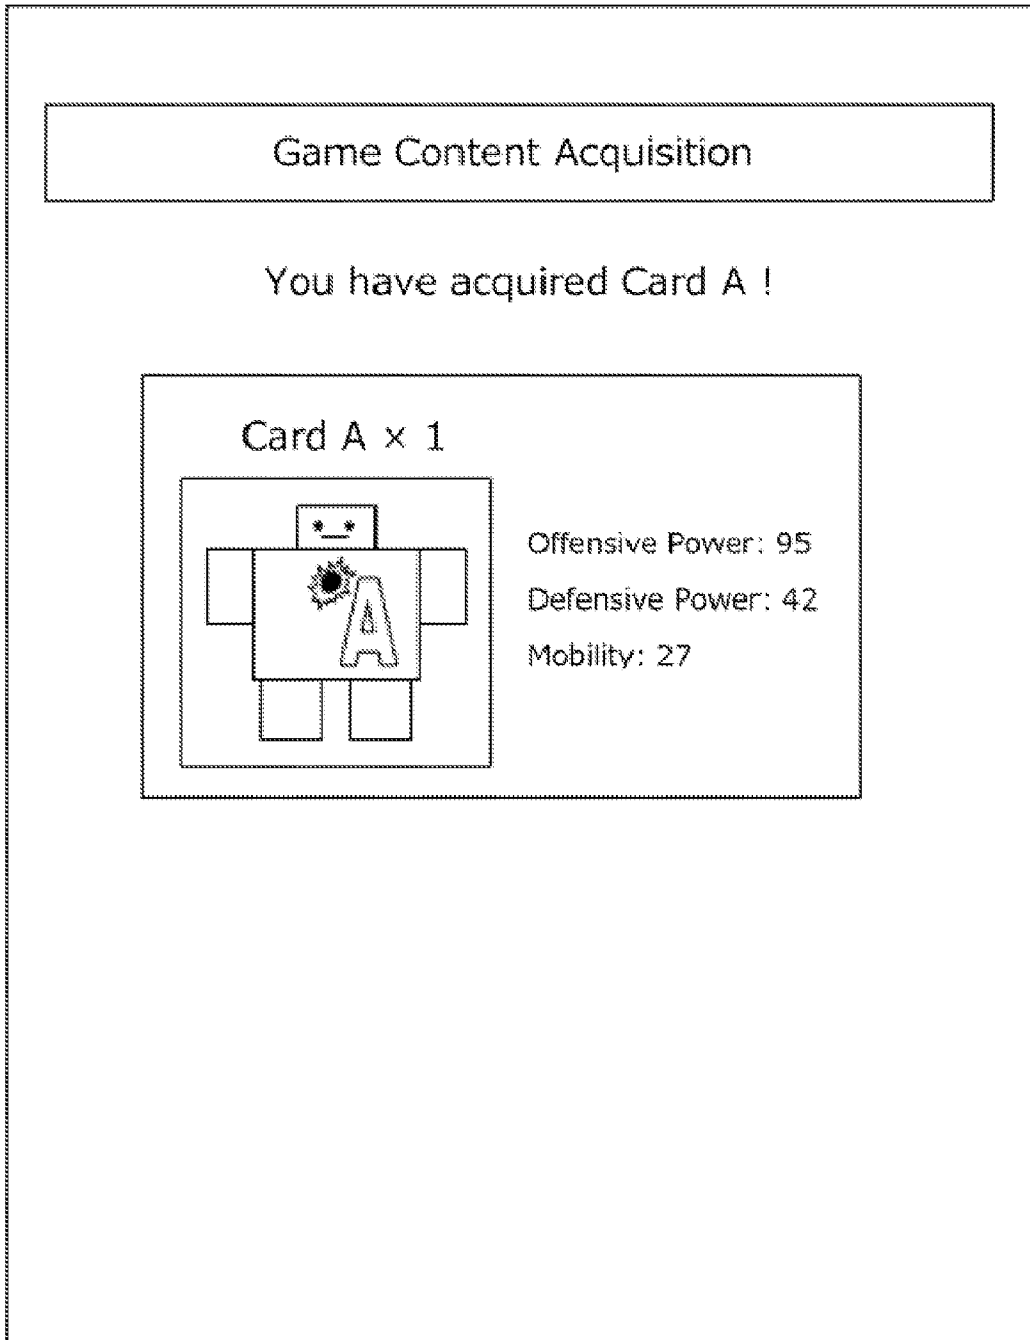 Game Content Acquisition
You have acquired Card A !
Card A × 1
A
Offensive Power: 95
Defensive Power: 42
Mobility: 27